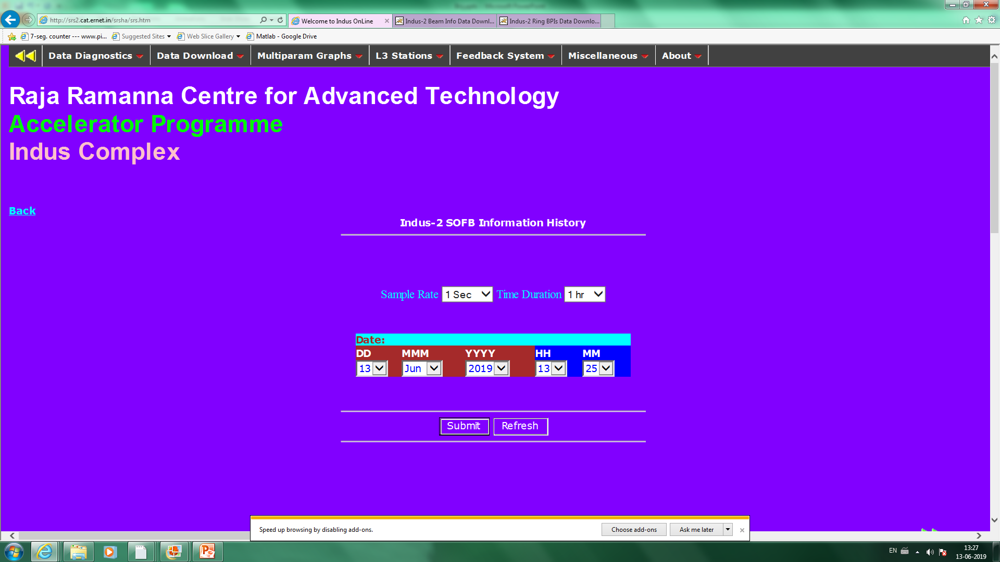 http://srs2.cat.ernet.in/srsha/srs.htm
Welcome to Indus OnLine
Indus-2 Beam Info Data Downl...
Indus-2 Ring BPIs Data Downlo...
7-seg. counter --- www.pi...
Suggested Sites
Web Slice Gallery
Matlab - Google Drive
Data Diagnostics
Data Download
Multiparam Graphs
L3 Stations
Feedback System
Miscellaneous
About
Raja Ramanna Centre for Advanced Technology
Accelerator Programme
Indus Complex
Back
Indus-2 SOFB Information History
Sample Rate 1 Sec Time Duration 1 hr
Date:
DD MMM YYYY HH MM
13 Jun 2019 13 25
Submit Refresh
Speed up browsing by disabling add-ons.
Choose add-ons
Ask me later
EN
13:27
13-06-2019